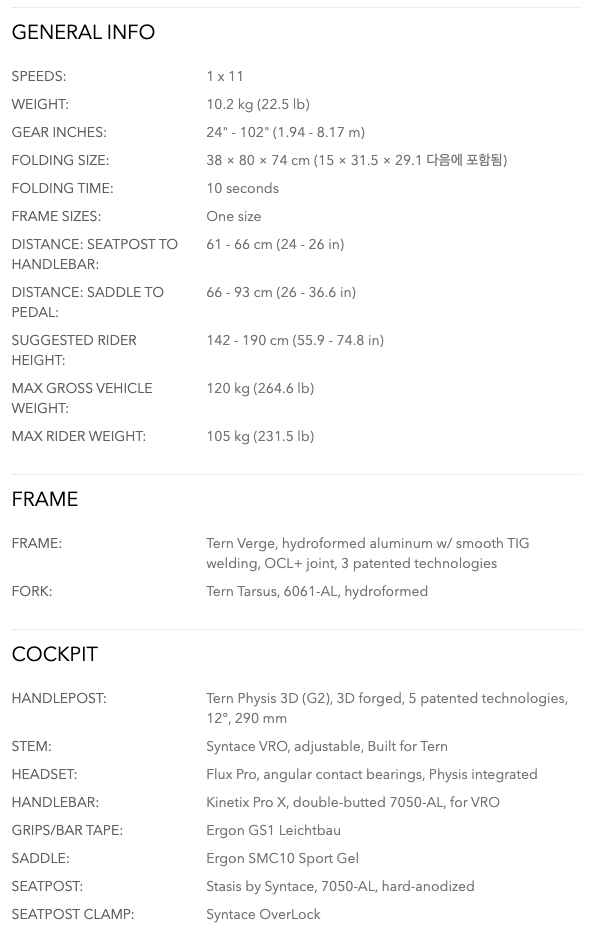 GENERAL INFO
SPEEDS: 1 x 11
WEIGHT: 10.2 kg (22.5 lb)
GEAR INCHES: 24" - 102" (1.94 - 8.17 m)
FOLDING SIZE: 38 × 80 × 74 cm (15 × 31.5 × 29.1 다음에 포함됨)
FOLDING TIME: 10 seconds
FRAME SIZES: One size
DISTANCE: SEATPOST TO 61 - 66 cm (24 - 26 in)
HANDLEBAR:
DISTANCE: SADDLE TO 66 - 93 cm (26 - 36.6 in)
PEDAL:
SUGGESTED RIDER 142 - 190 cm (55.9 - 74.8 in)
HEIGHT:
MAX GROSS VEHICLE 120 kg (264.6 lb)
WEIGHT:
MAX RIDER WEIGHT: 105 kg (231.5 lb)
FRAME
FRAME: Tern Verge, hydroformed aluminum w/ smooth TIG
welding, OCL+ joint, 3 patented technologies
FORK: Tern Tarsus, 6061-AL, hydroformed
COCKPIT
HANDLEPOST: Tern Physis 3D (G2), 3D forged, 5 patented technologies,
12°, 290 mm
STEM: Syntace VRO, adjustable, Built for Tern
HEADSET: Flux Pro, angular contact bearings, Physis integrated
HANDLEBAR: Kinetix Pro X, double-butted 7050-AL, for VRO
GRIPS/BAR TAPE: Ergon GS1 Leichtbau
SADDLE: Ergon SMC10 Sport Gel
SEATPOST: Stasis by Syntace, 7050-AL, hard-anodized
SEATPOST CLAMP: Syntace OverLock